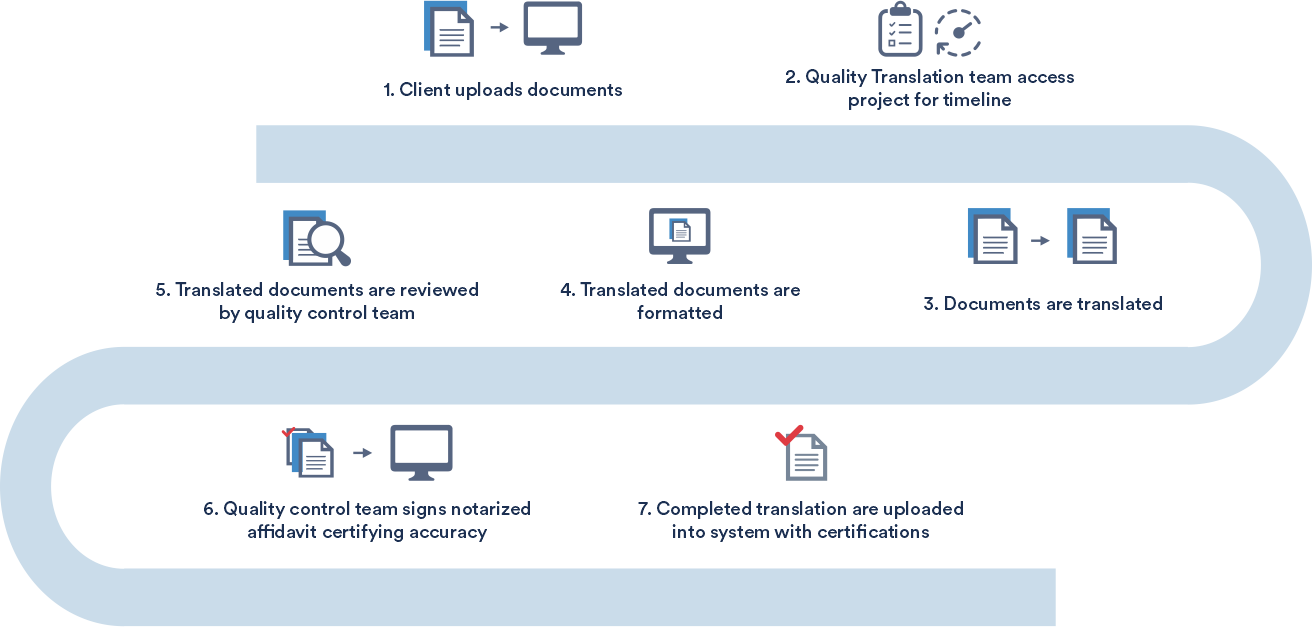 1. Client uploads documents
2. Quality Translation team access
project for timeline
3. Documents are translated
4. Translated documents are
formatted
5. Translated documents are reviewed
by quality control team
6. Quality control team signs notarized
affidavit certifying accuracy
7. Completed translation are uploaded
into system with certifications